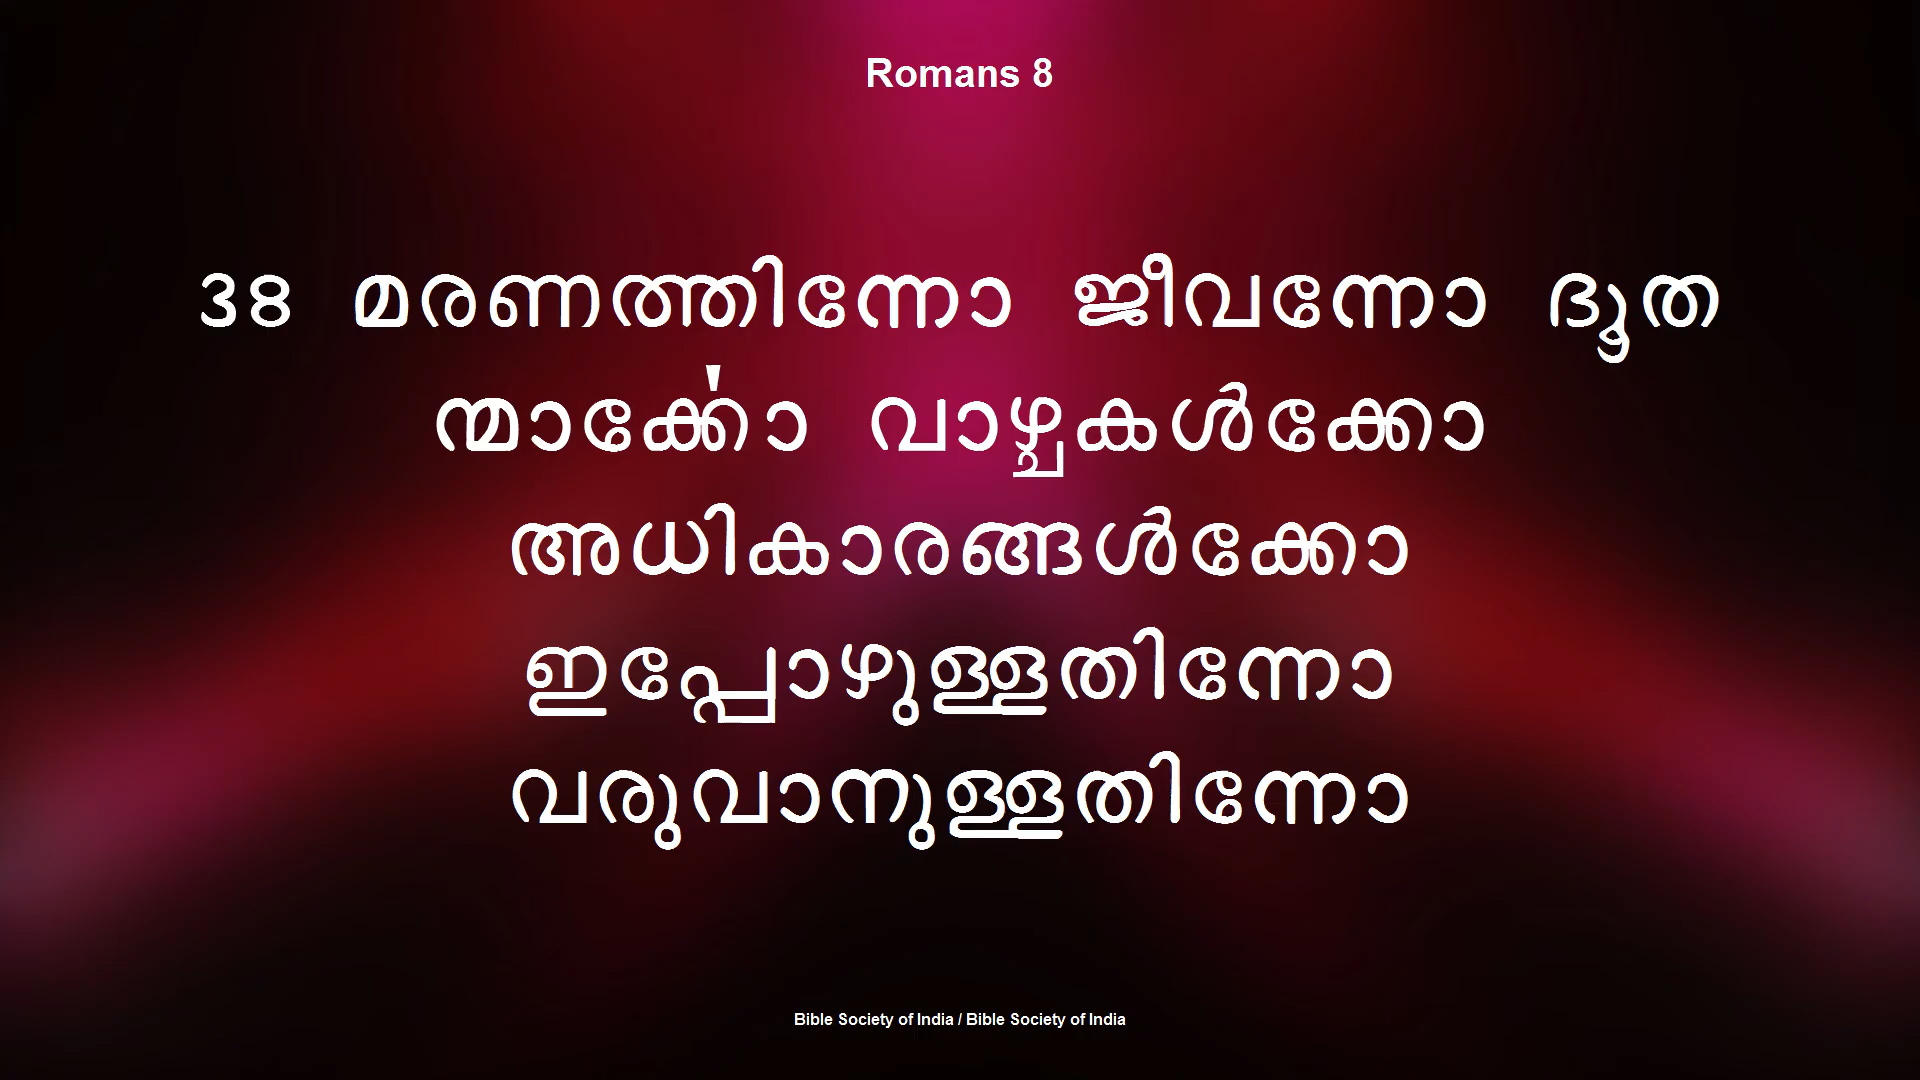 Romans 8
38 മരണത്തിന്നോ ജീവന്നോ ദൂത
ന്മാൎക്കോ വാഴ്ചകൾക്കോ
അധികാരങ്ങൾക്കോ
ഇപ്പോഴുള്ളതിന്നോ
വരുവാനുള്ളതിന്നോ
Bible Society of India / Bible Society of India